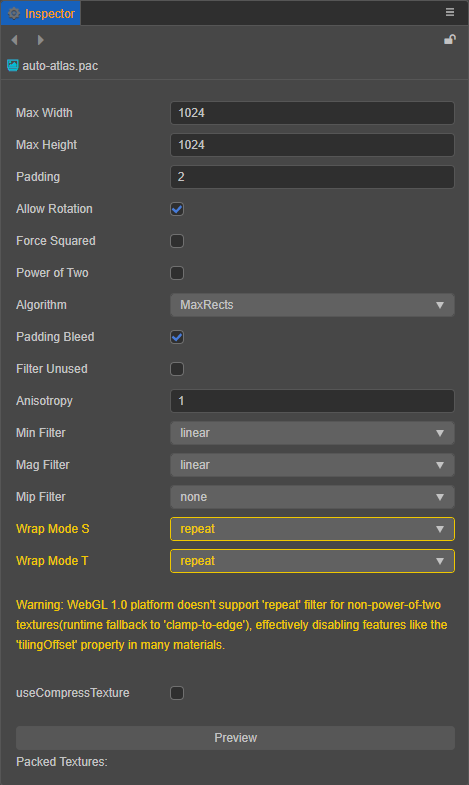 Inspector
auto-atlas.pac
Max Width 1024
Max Height 1024
Padding 2
Allow Rotation
Force Squared
Power of Two
Algorithm MaxRects
Padding Bleed
Filter Unused
Anisotropy 1
Min Filter linear
Mag Filter linear
Mip Filter none
Wrap Mode S repeat
Wrap Mode T repeat
Warning: WebGL 1.0 platform doesn't support 'repeat' filter for non-power-of-two
textures(runtime fallback to 'clamp-to-edge'), effectively disabling features like the
'tilingOffset' property in many materials.
useCompressTexture
Preview
Packed Textures: